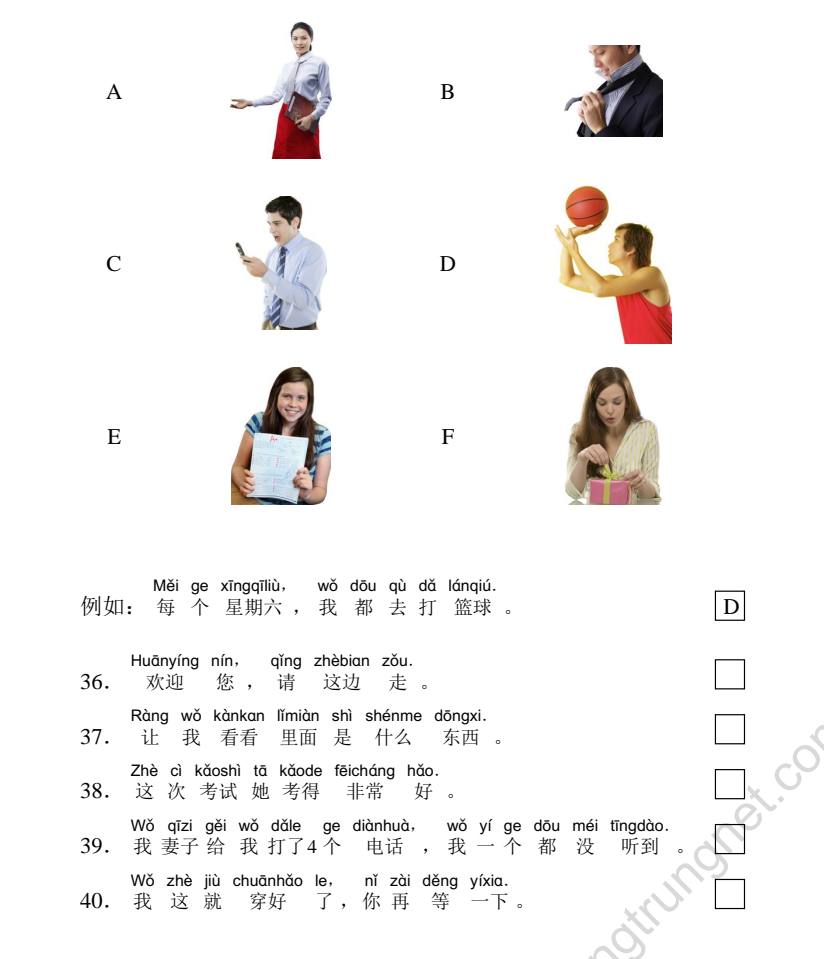 A B
C D
E F
Měi ge xīngqīliù, wǒ dōu qù dǎ lánqiú.
例如： 每 个 星期六 ， 我 都 去 打 篮球 。 D
Huānyíng nín, qǐng zhèbian zǒu.
36． 欢迎 您 ， 请 这边 走 。
Ràng wǒ kànkan lǐmiàn shì shénme dōngxi.
37． 让 我 看看 里面 是 什么 东西 。
Zhè cì kǎoshì tā kǎode fēicháng hǎo.
38． 这 次 考试 她 考得 非常 好 。
Wǒ qīzi gěi wǒ dǎle ge diànhuà, wǒ yí ge dōu méi tīngdào.
39． 我 妻子 给 我 打了 4 个 电话 ， 我 一 个 都 没 听到 。
Wǒ zhè jiù chuānhǎo le, nǐ zài děng yíxia.
40． 我 这 就 穿好 了 ， 你 再 等 一下 。